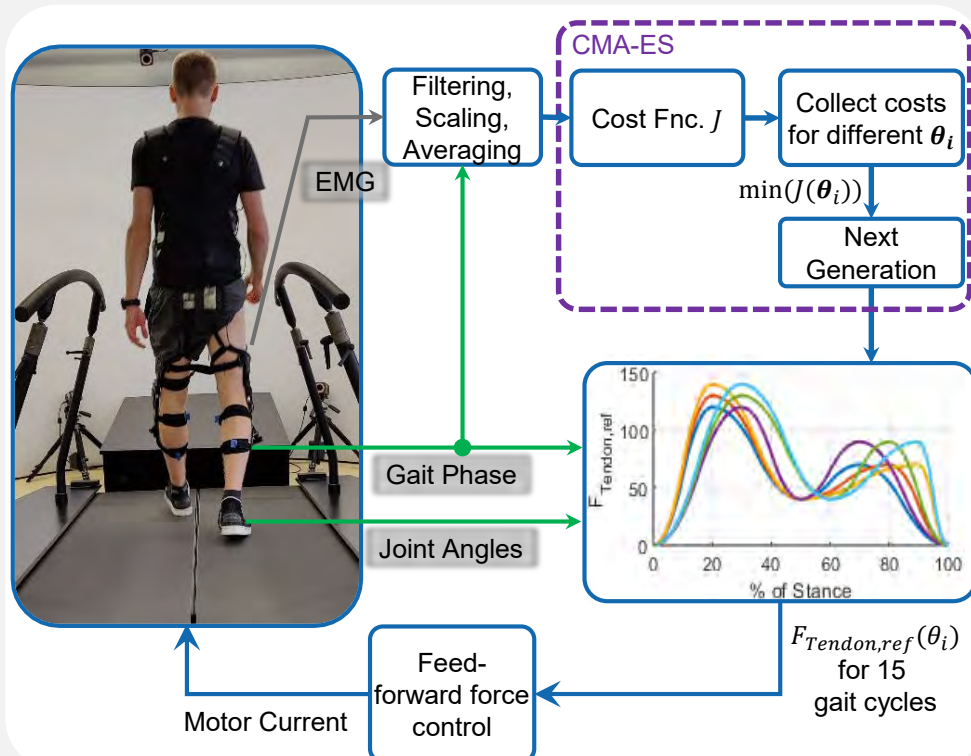 CMA-ES
Filtering,
Scaling,
Averaging
Cost Fnc. J
Collect costs
for different θᵢ
EMG
min(J(θᵢ))
Next
Generation
Gait Phase
Joint Angles
F_Tendon,ref
150
100
50
0
0 20 40 60 80 100
% of Stance
F_Tendon,ref(θᵢ)
for 15
gait cycles
Feed-
forward force
control
Motor Current